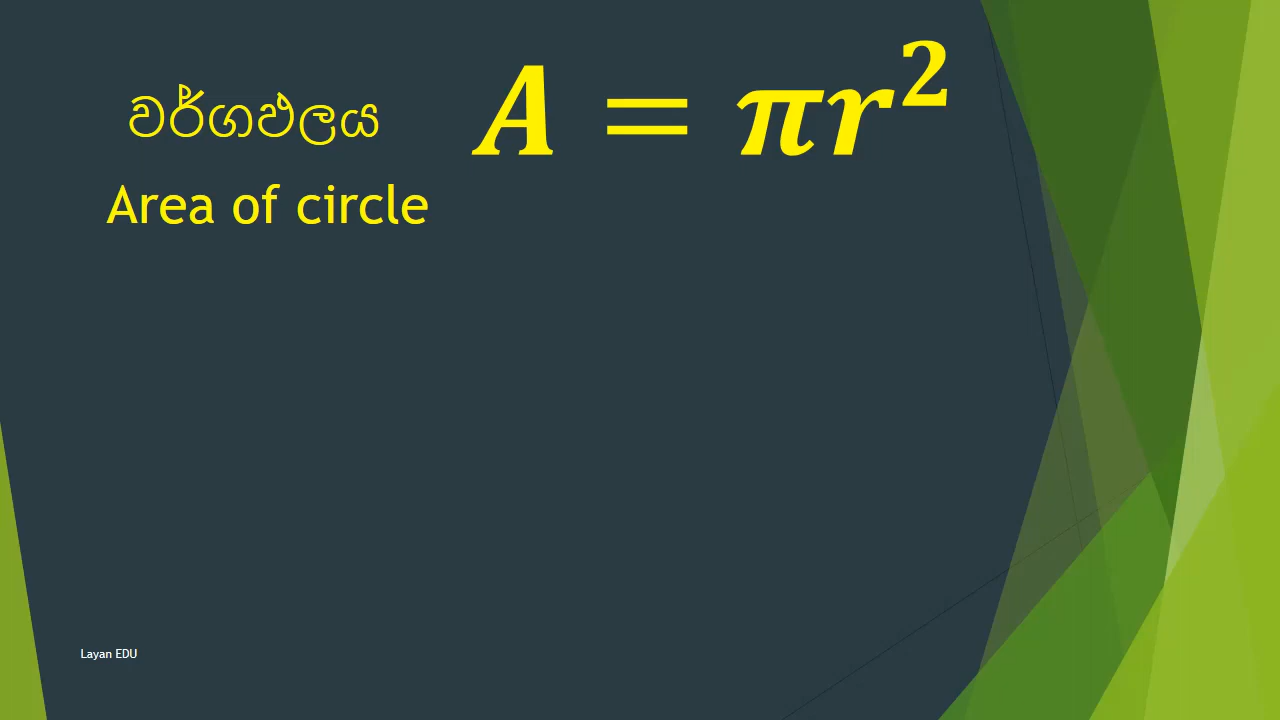 වර්ගඵලය
A = πr²
Area of circle
Layan EDU